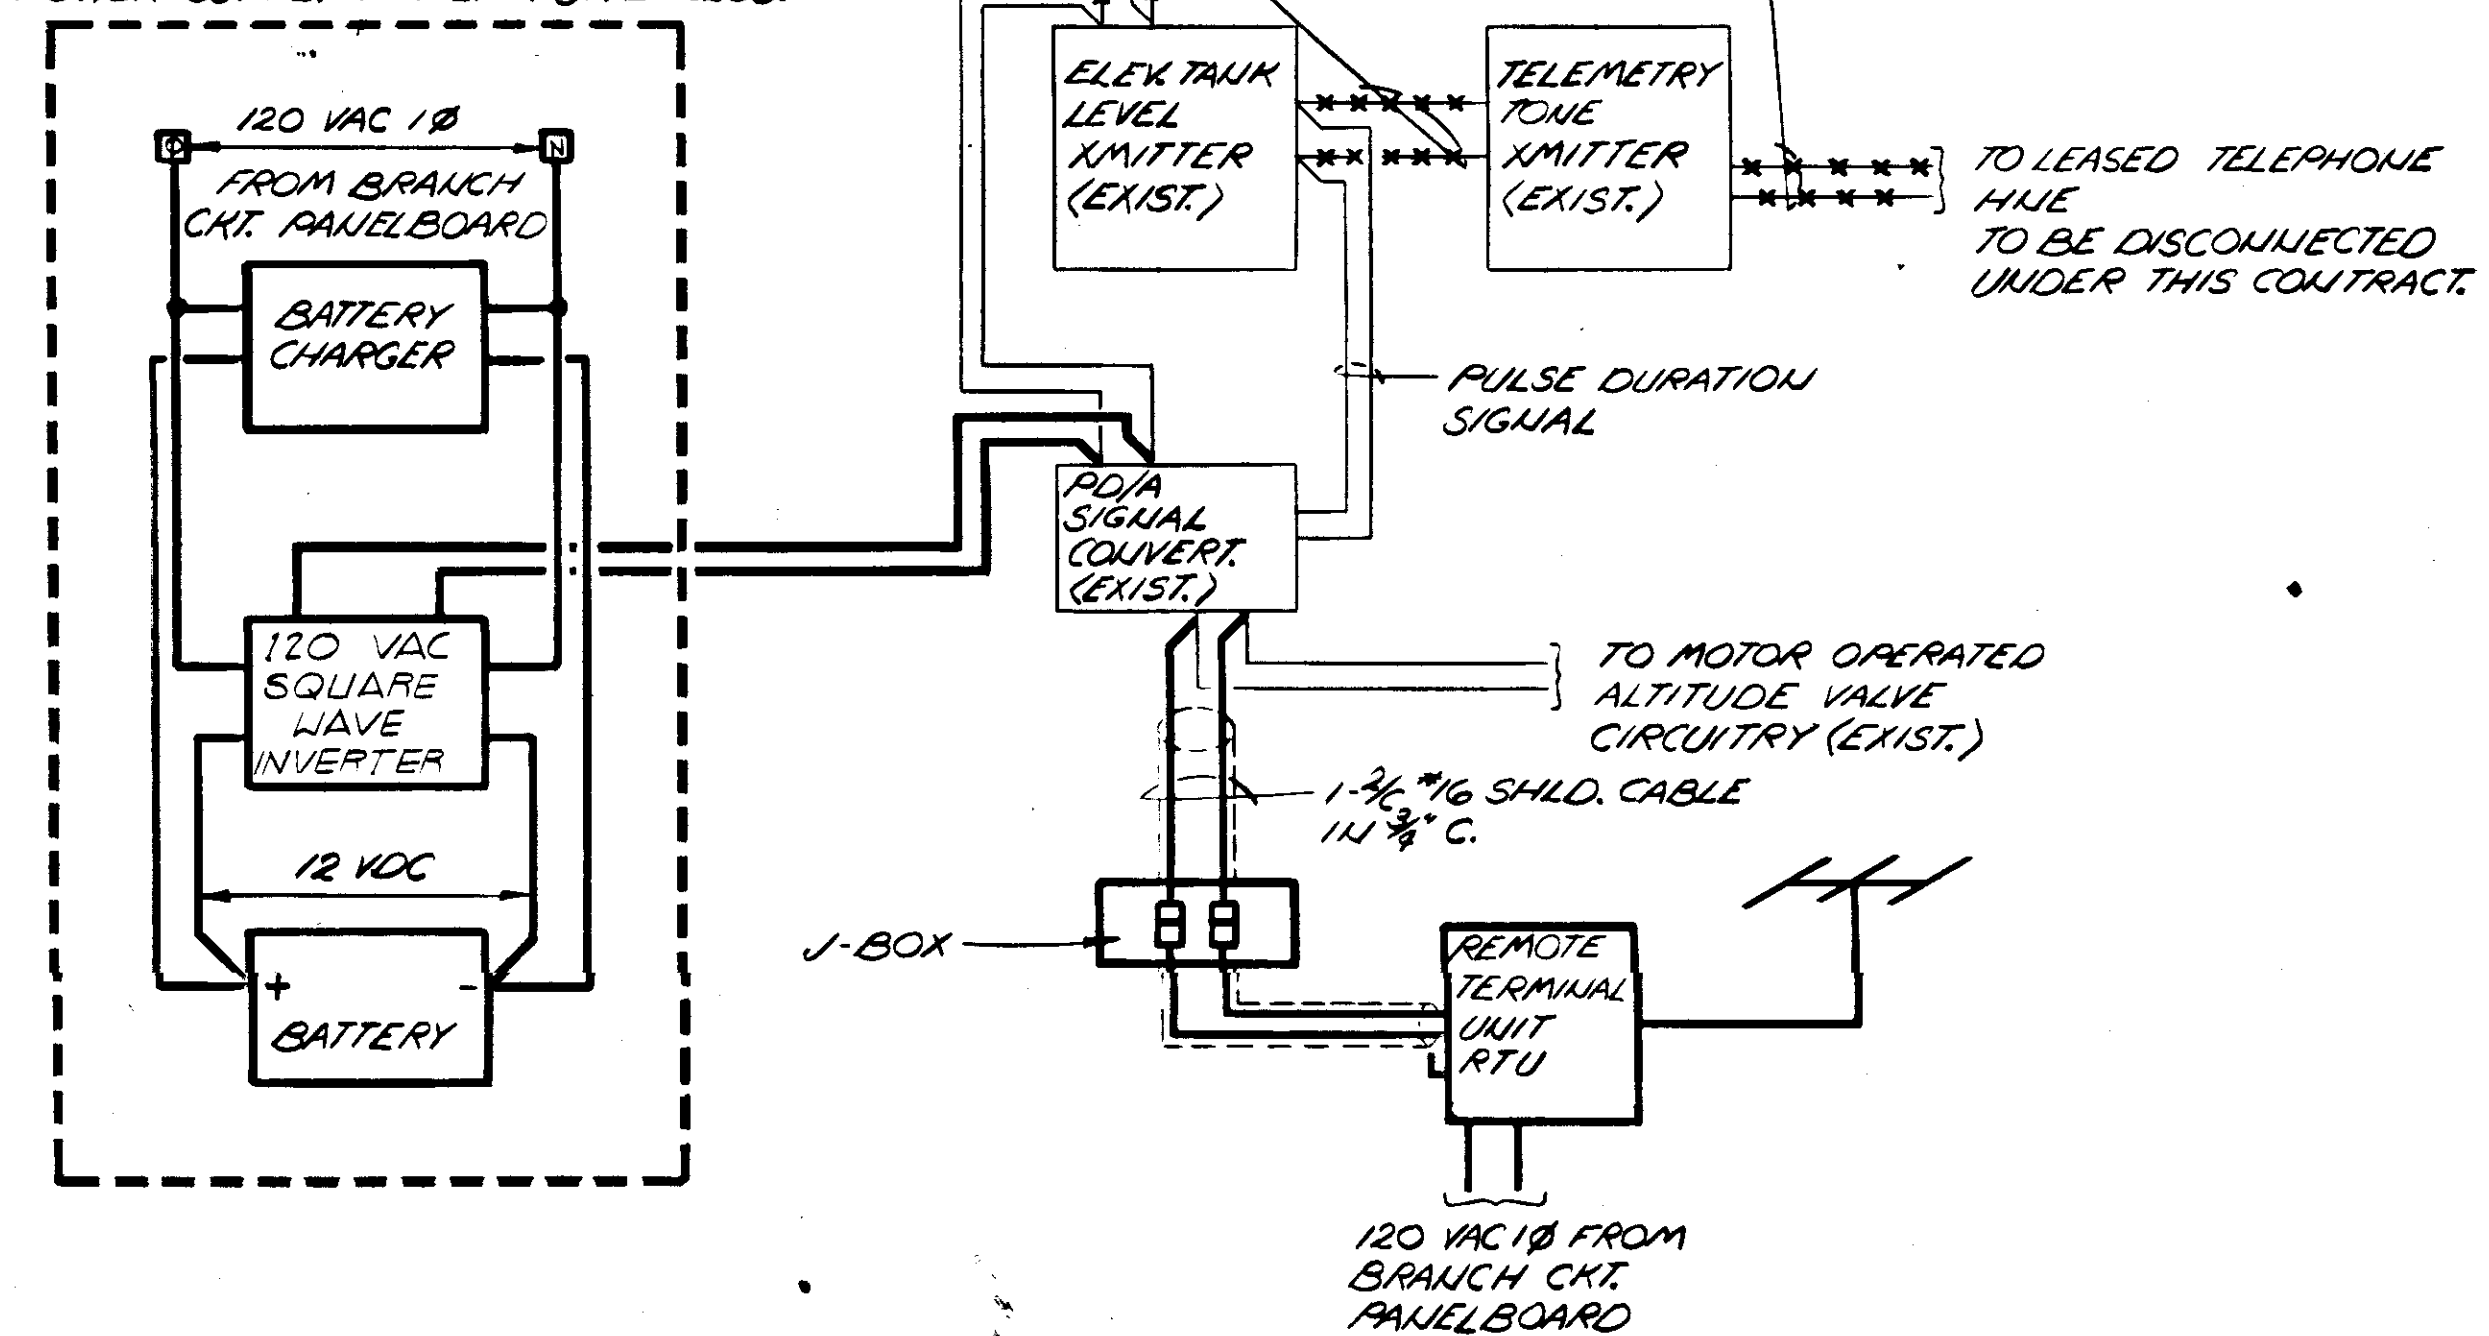 120 VAC 1Ø
Φ
N
FROM BRANCH
CKT. PANELBOARD
BATTERY
CHARGER
120 VAC
SQUARE
WAVE
INVERTER
12 VDC
+ -
BATTERY
ELEV. TANK
LEVEL
XMITTER
(EXIST.)
TELEMETRY
TONE
XMITTER
(EXIST.)
TO LEASED TELEPHONE
LINE
TO BE DISCONNECTED
UNDER THIS CONTRACT.
PULSE DURATION
SIGNAL
PD/A
SIGNAL
CONVERT.
(EXIST.)
TO MOTOR OPERATED
ALTITUDE VALVE
CIRCUITRY (EXIST.)
1-2/C #16 SHLD. CABLE
IN 3/4" C.
J-BOX
REMOTE
TERMINAL
UNIT
RTU
120 VAC 1Ø FROM
BRANCH CKT.
PANELBOARD